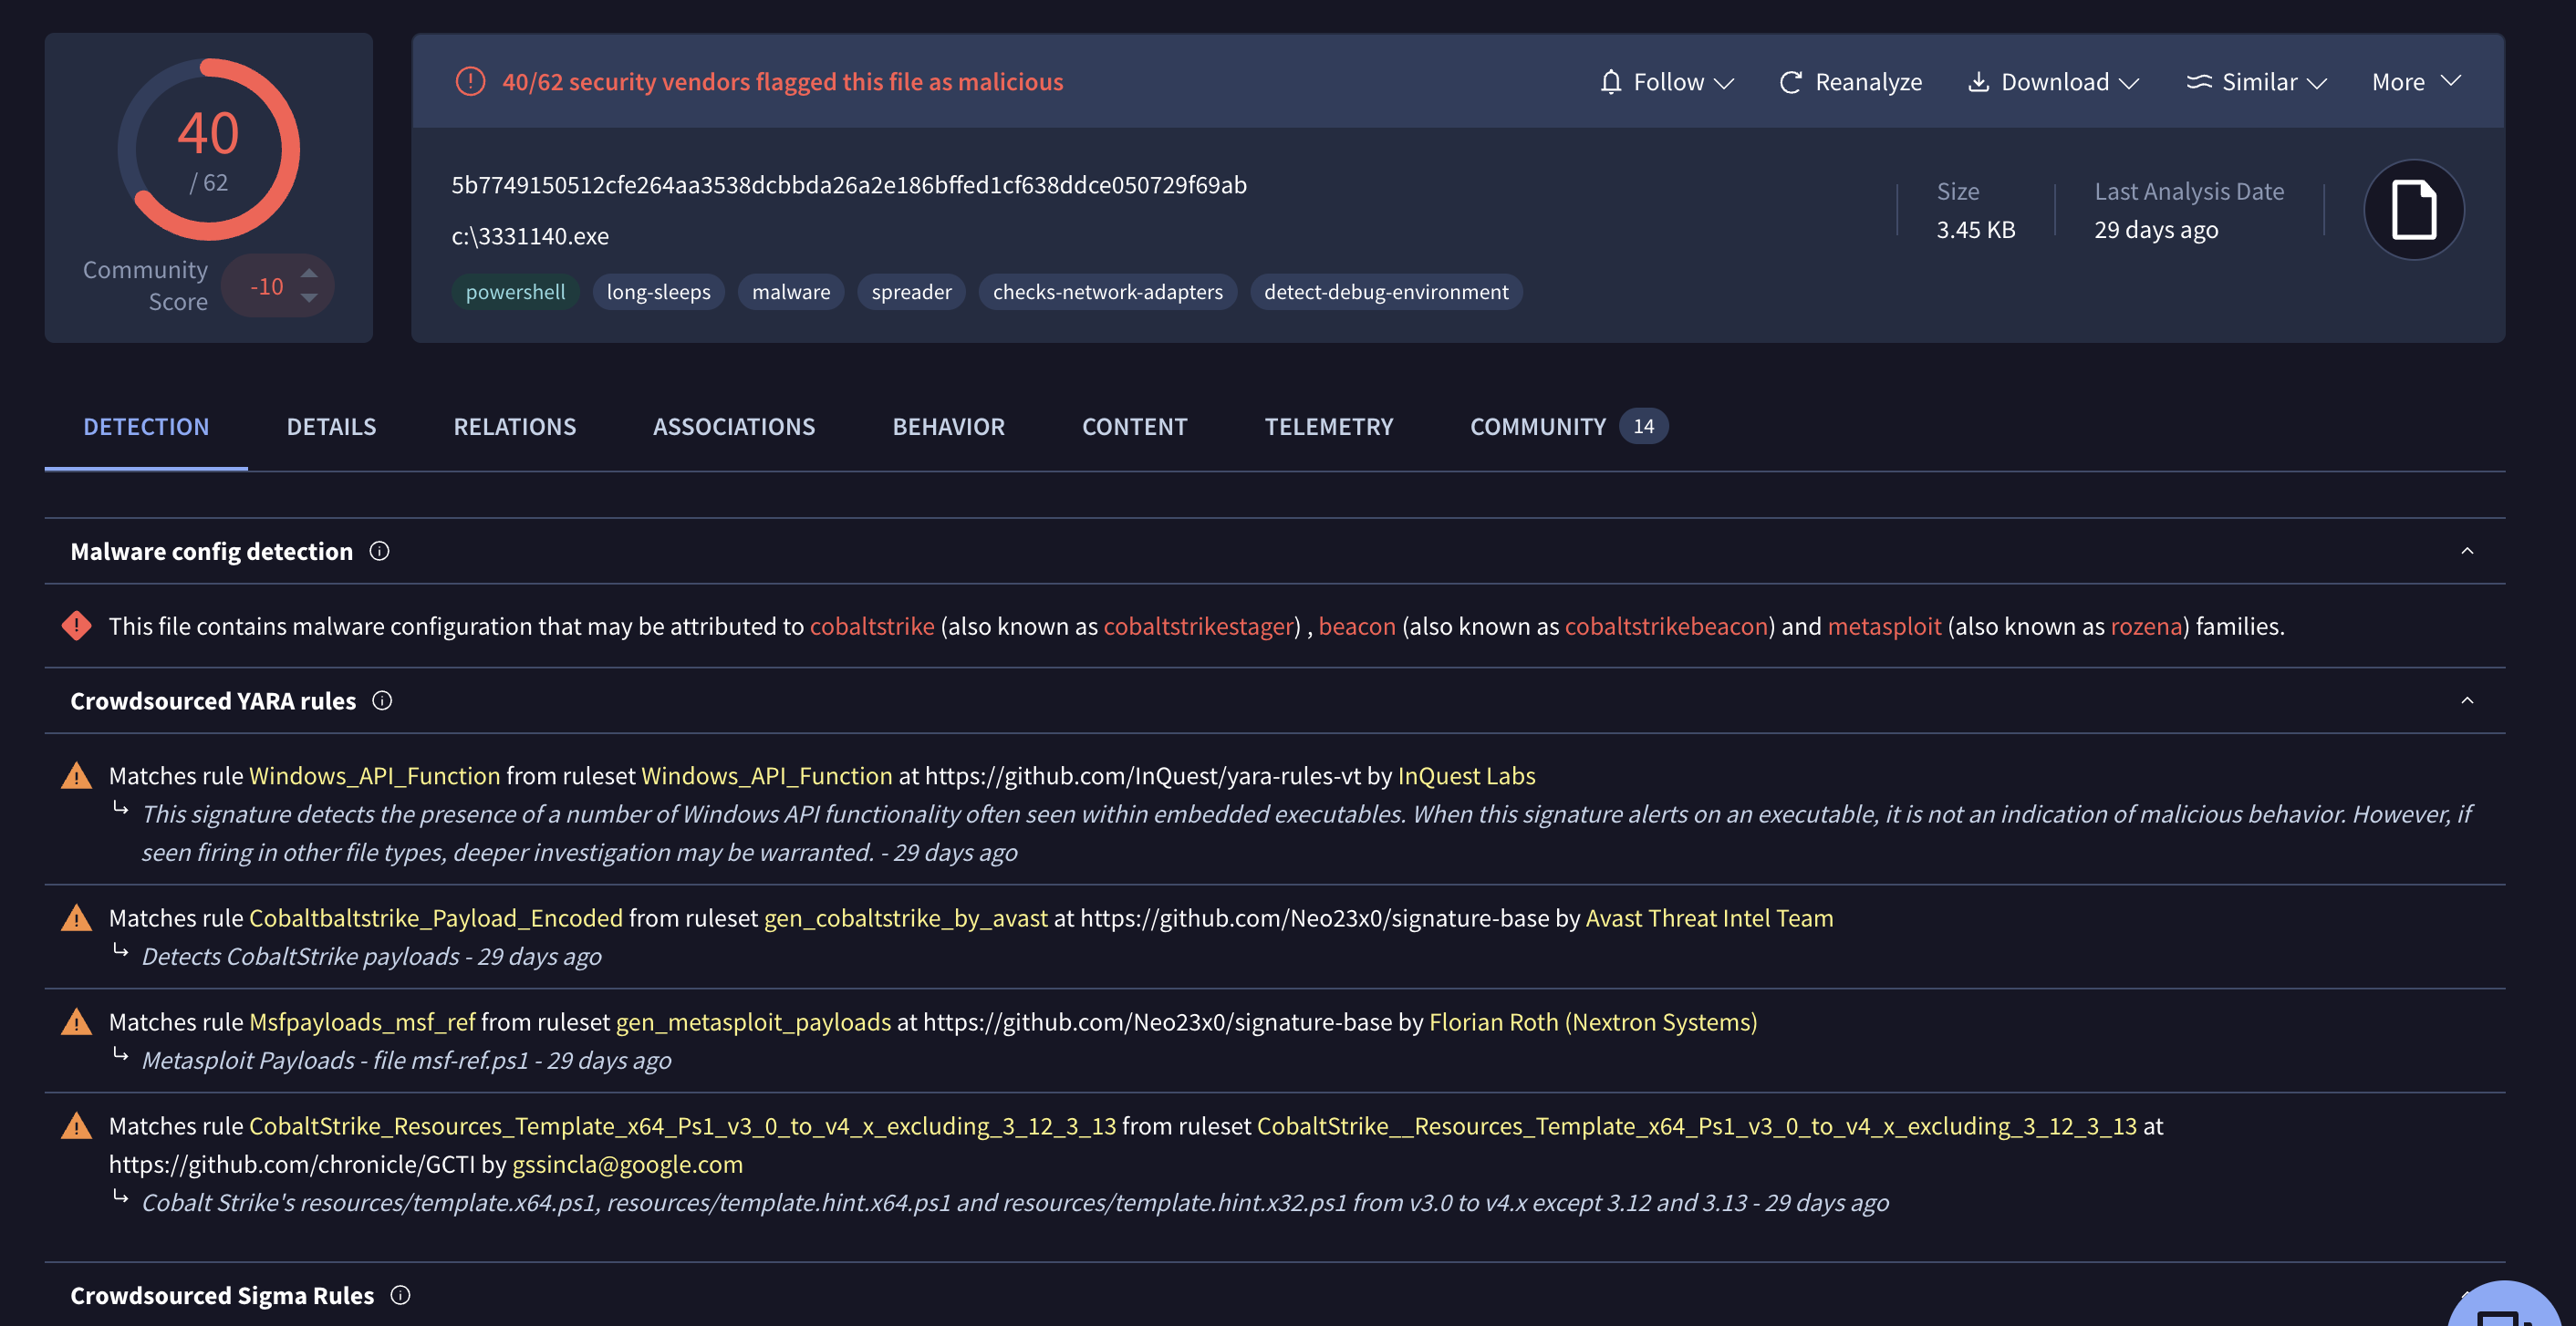 40
/ 62
Community
Score
-10
40/62 security vendors flagged this file as malicious
Follow
Reanalyze
Download
Similar
More
5b7749150512cfe264aa3538dcbbda26a2e186bffed1cf638ddce050729f69ab
c:\3331140.exe
powershell
long-sleeps
malware
spreader
checks-network-adapters
detect-debug-environment
Size
3.45 KB
Last Analysis Date
29 days ago
DETECTION
DETAILS
RELATIONS
ASSOCIATIONS
BEHAVIOR
CONTENT
TELEMETRY
COMMUNITY 14
Malware config detection
This file contains malware configuration that may be attributed to cobaltstrike (also known as cobaltstrikestager) , beacon (also known as cobaltstrikebeacon) and metasploit (also known as rozena) families.
Crowdsourced YARA rules
Matches rule Windows_API_Function from ruleset Windows_API_Function at https://github.com/InQuest/yara-rules-vt by InQuest Labs
This signature detects the presence of a number of Windows API functionality often seen within embedded executables. When this signature alerts on an executable, it is not an indication of malicious behavior. However, if
seen firing in other file types, deeper investigation may be warranted. - 29 days ago
Matches rule Cobaltbaltstrike_Payload_Encoded from ruleset gen_cobaltstrike_by_avast at https://github.com/Neo23x0/signature-base by Avast Threat Intel Team
Detects CobaltStrike payloads - 29 days ago
Matches rule Msfpayloads_msf_ref from ruleset gen_metasploit_payloads at https://github.com/Neo23x0/signature-base by Florian Roth (Nextron Systems)
Metasploit Payloads - file msf-ref.ps1 - 29 days ago
Matches rule CobaltStrike_Resources_Template_x64_Ps1_v3_0_to_v4_x_excluding_3_12_3_13 from ruleset CobaltStrike__Resources_Template_x64_Ps1_v3_0_to_v4_x_excluding_3_12_3_13 at
https://github.com/chronicle/GCTI by gssincla@google.com
Cobalt Strike's resources/template.x64.ps1, resources/template.hint.x64.ps1 and resources/template.hint.x32.ps1 from v3.0 to v4.x except 3.12 and 3.13 - 29 days ago
Crowdsourced Sigma Rules